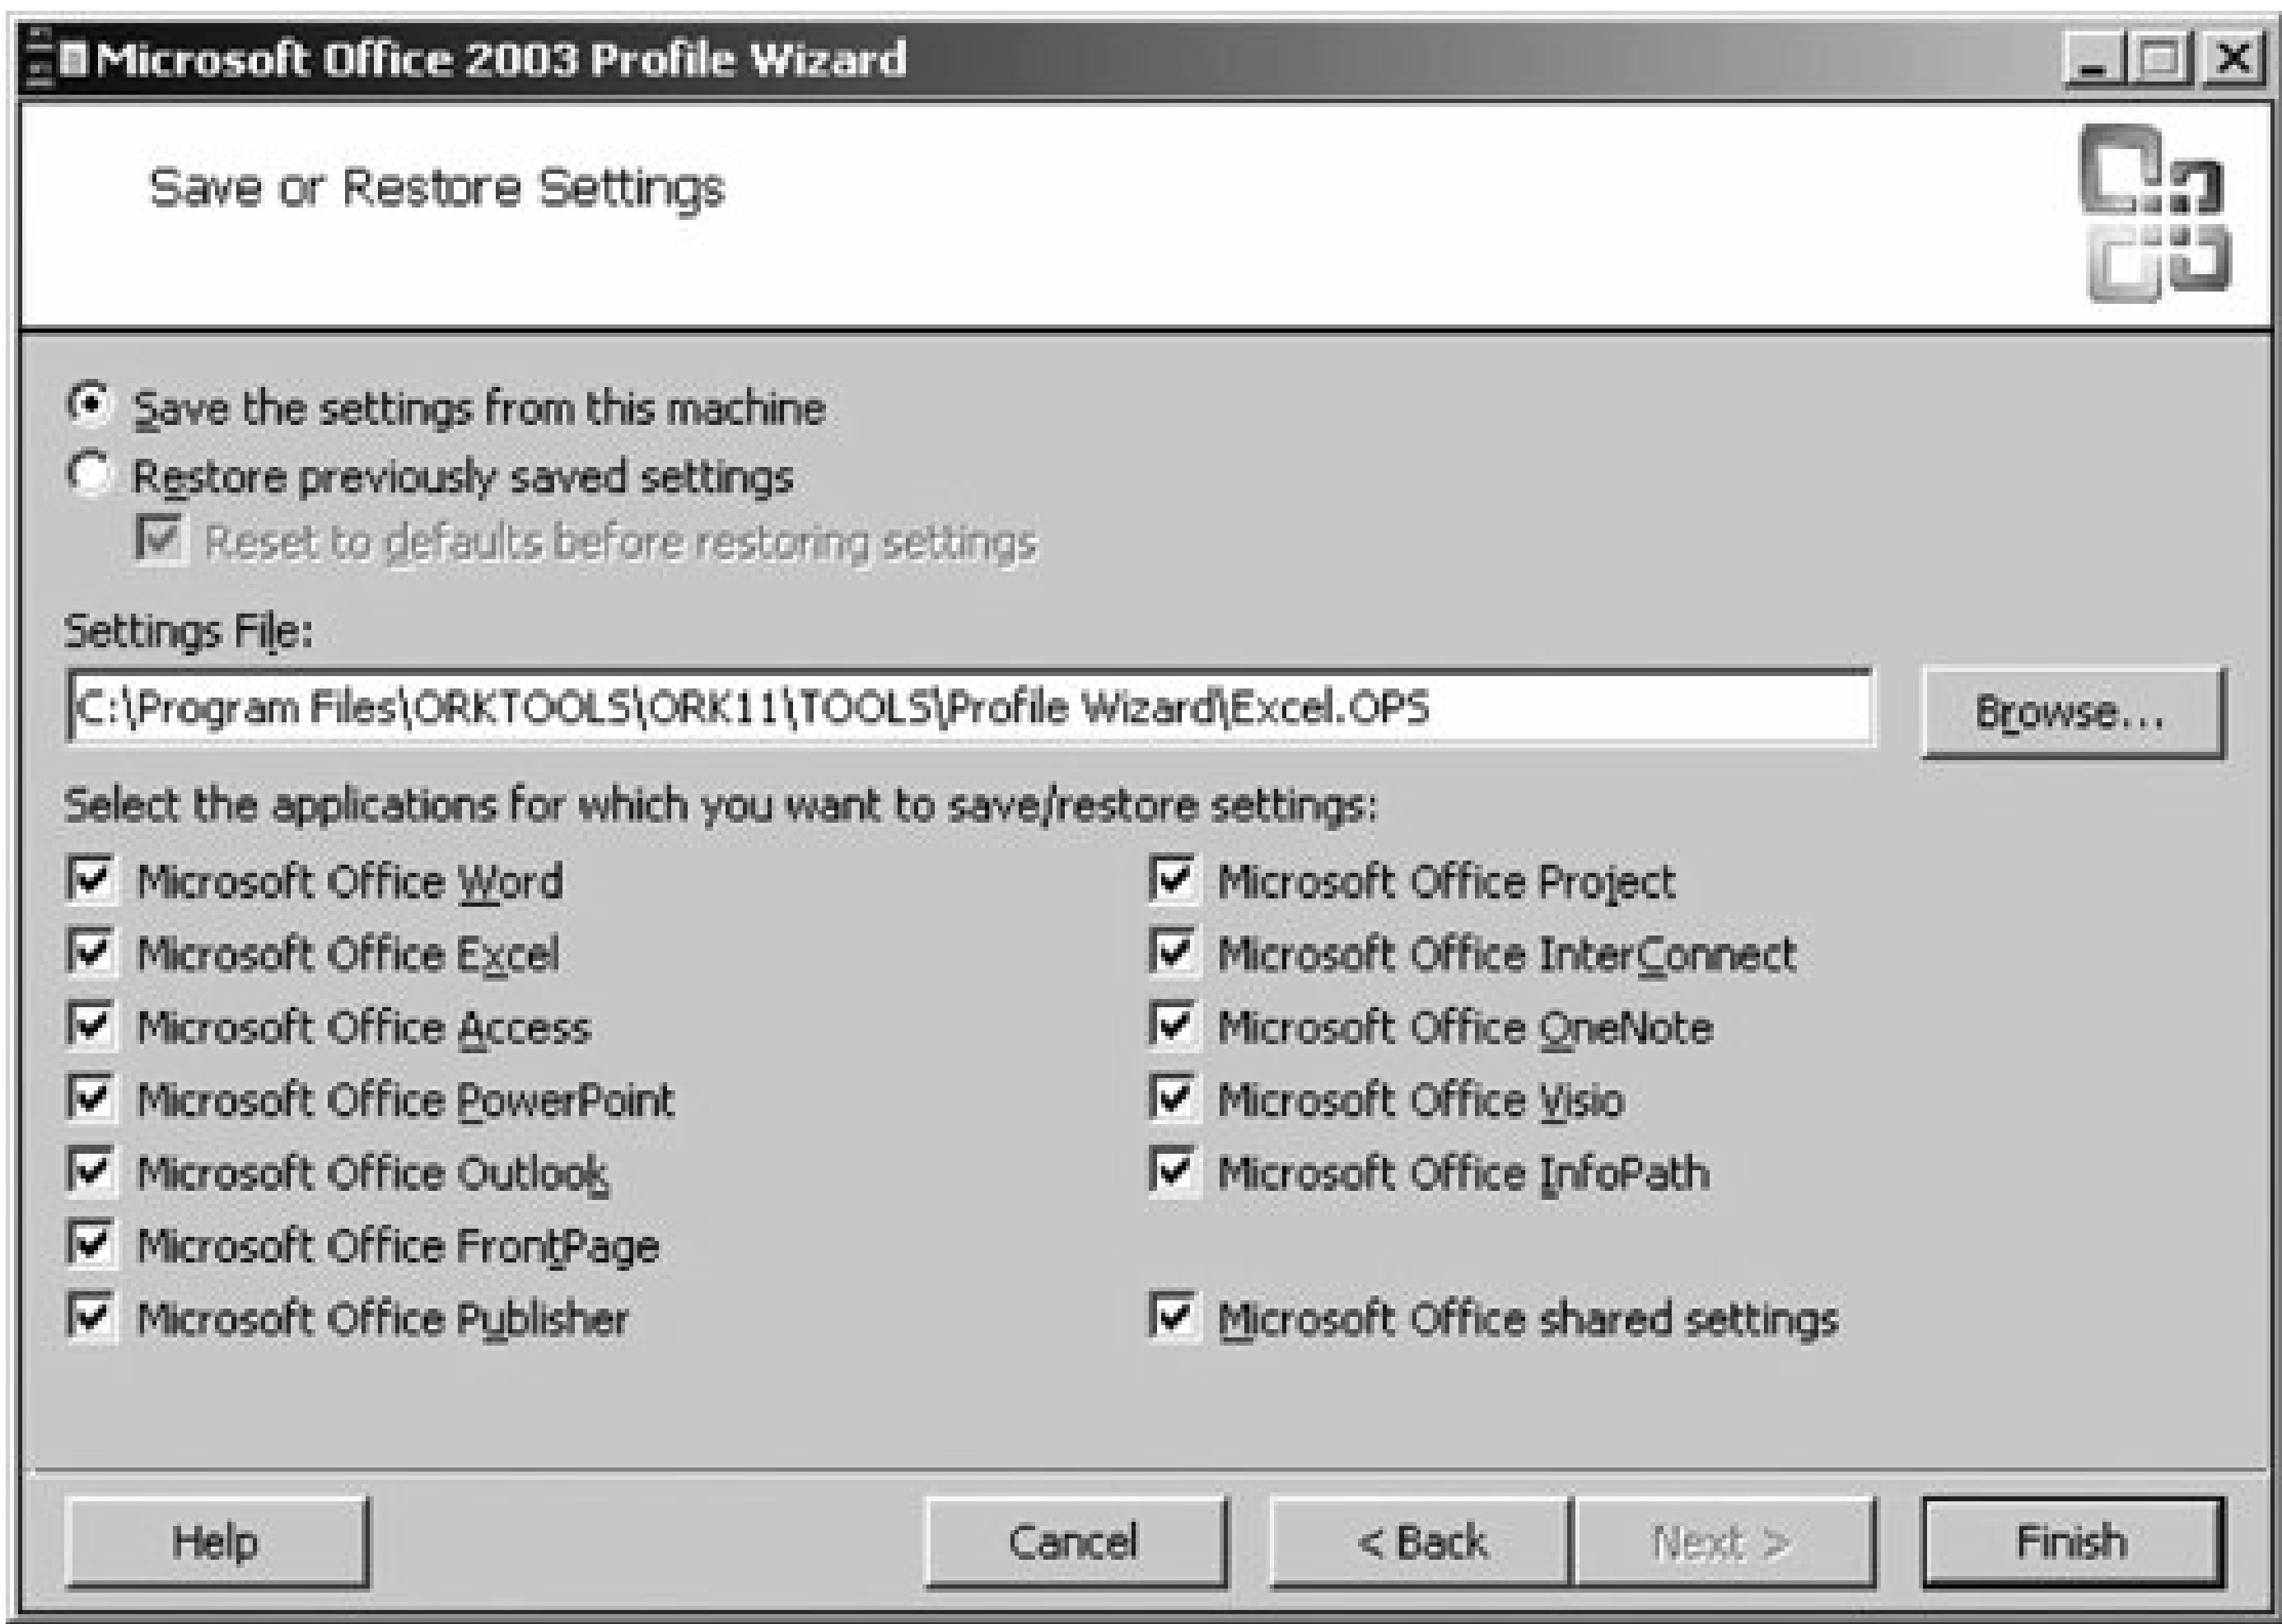 Microsoft Office 2003 Profile Wizard
Save or Restore Settings
Save the settings from this machine
Restore previously saved settings
Reset to defaults before restoring settings
Settings File:
C:\Program Files\ORKTOOLS\ORK11\TOOLS\Profile Wizard\Excel.OPS
Browse...
Select the applications for which you want to save/restore settings:
Microsoft Office Word
Microsoft Office Excel
Microsoft Office Access
Microsoft Office PowerPoint
Microsoft Office Outlook
Microsoft Office FrontPage
Microsoft Office Publisher
Microsoft Office Project
Microsoft Office InterConnect
Microsoft Office OneNote
Microsoft Office Visio
Microsoft Office InfoPath
Microsoft Office shared settings
Help
Cancel
< Back
Next >
Finish